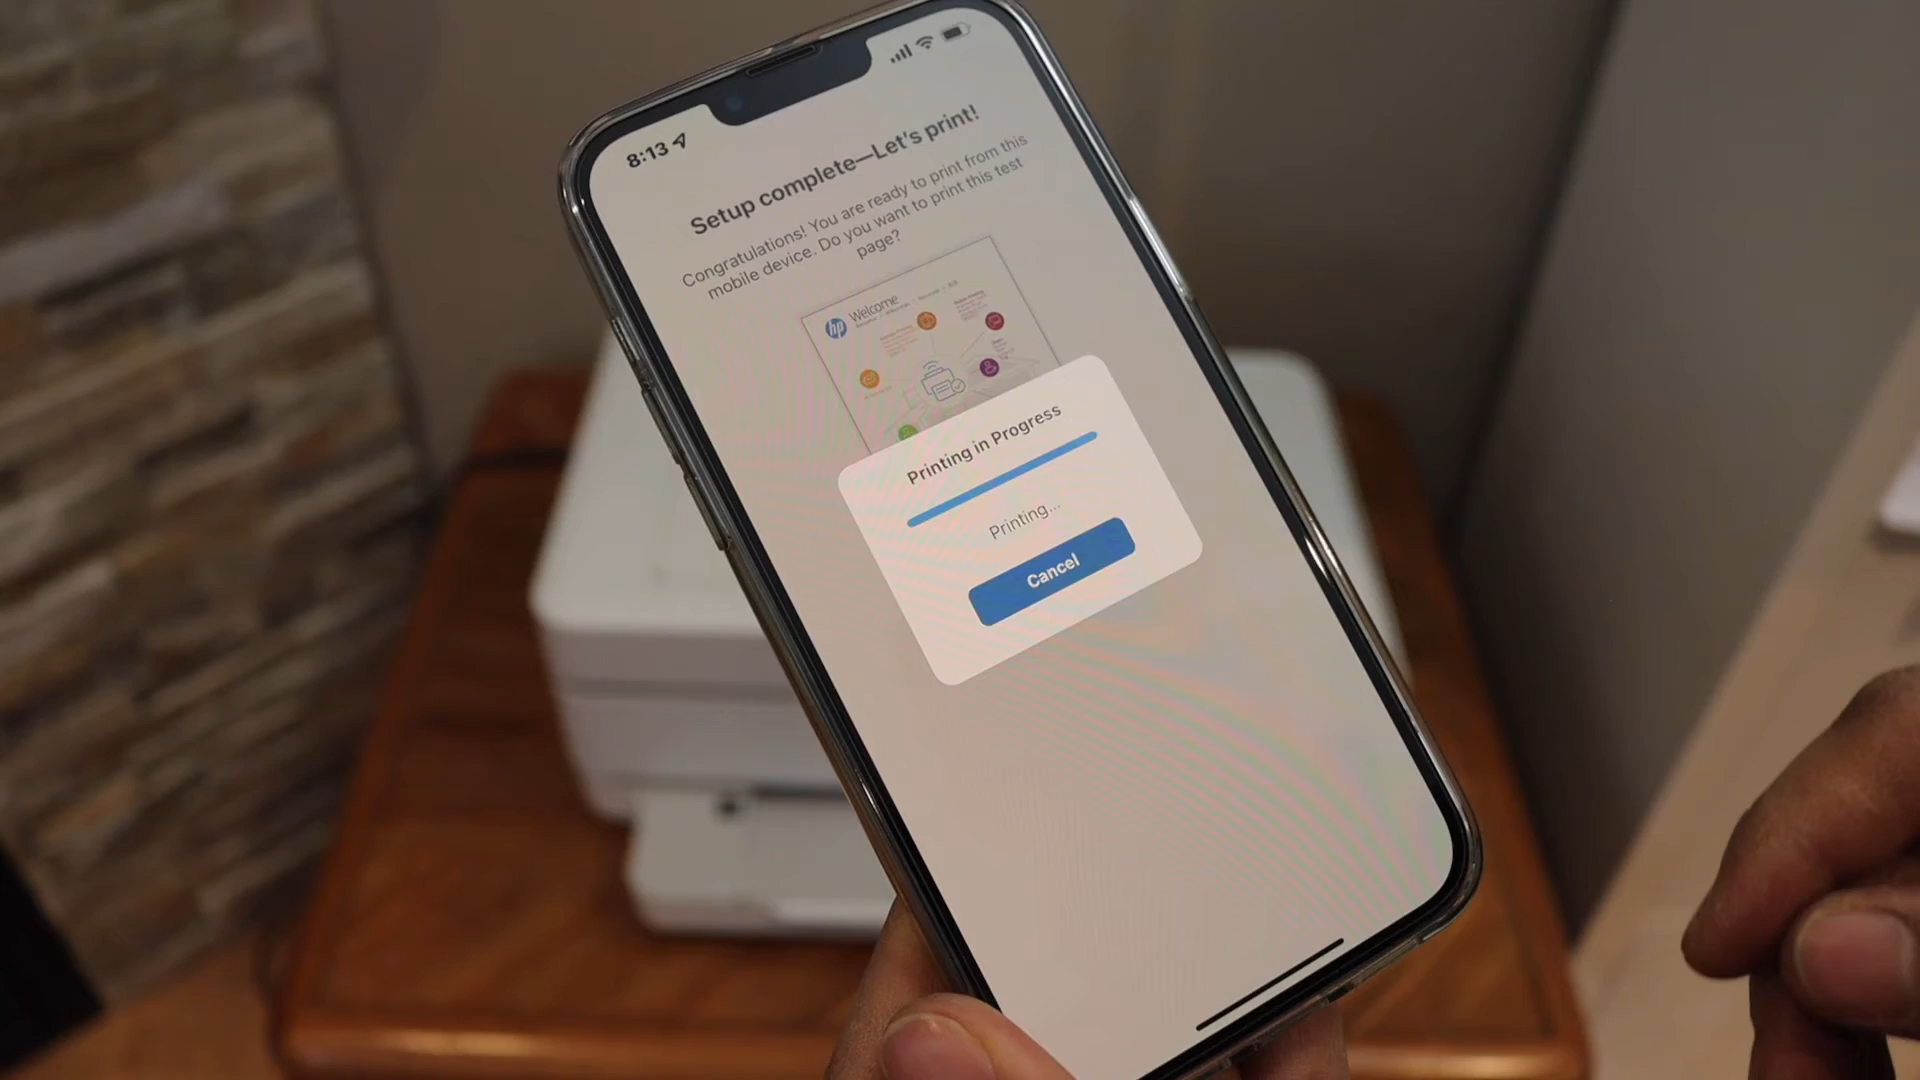 8:13
Setup complete—Let's print!
Congratulations! You are ready to print from this
mobile device. Do you want to print this test
page?
hp Welcome
Printing in Progress
Printing...
Cancel